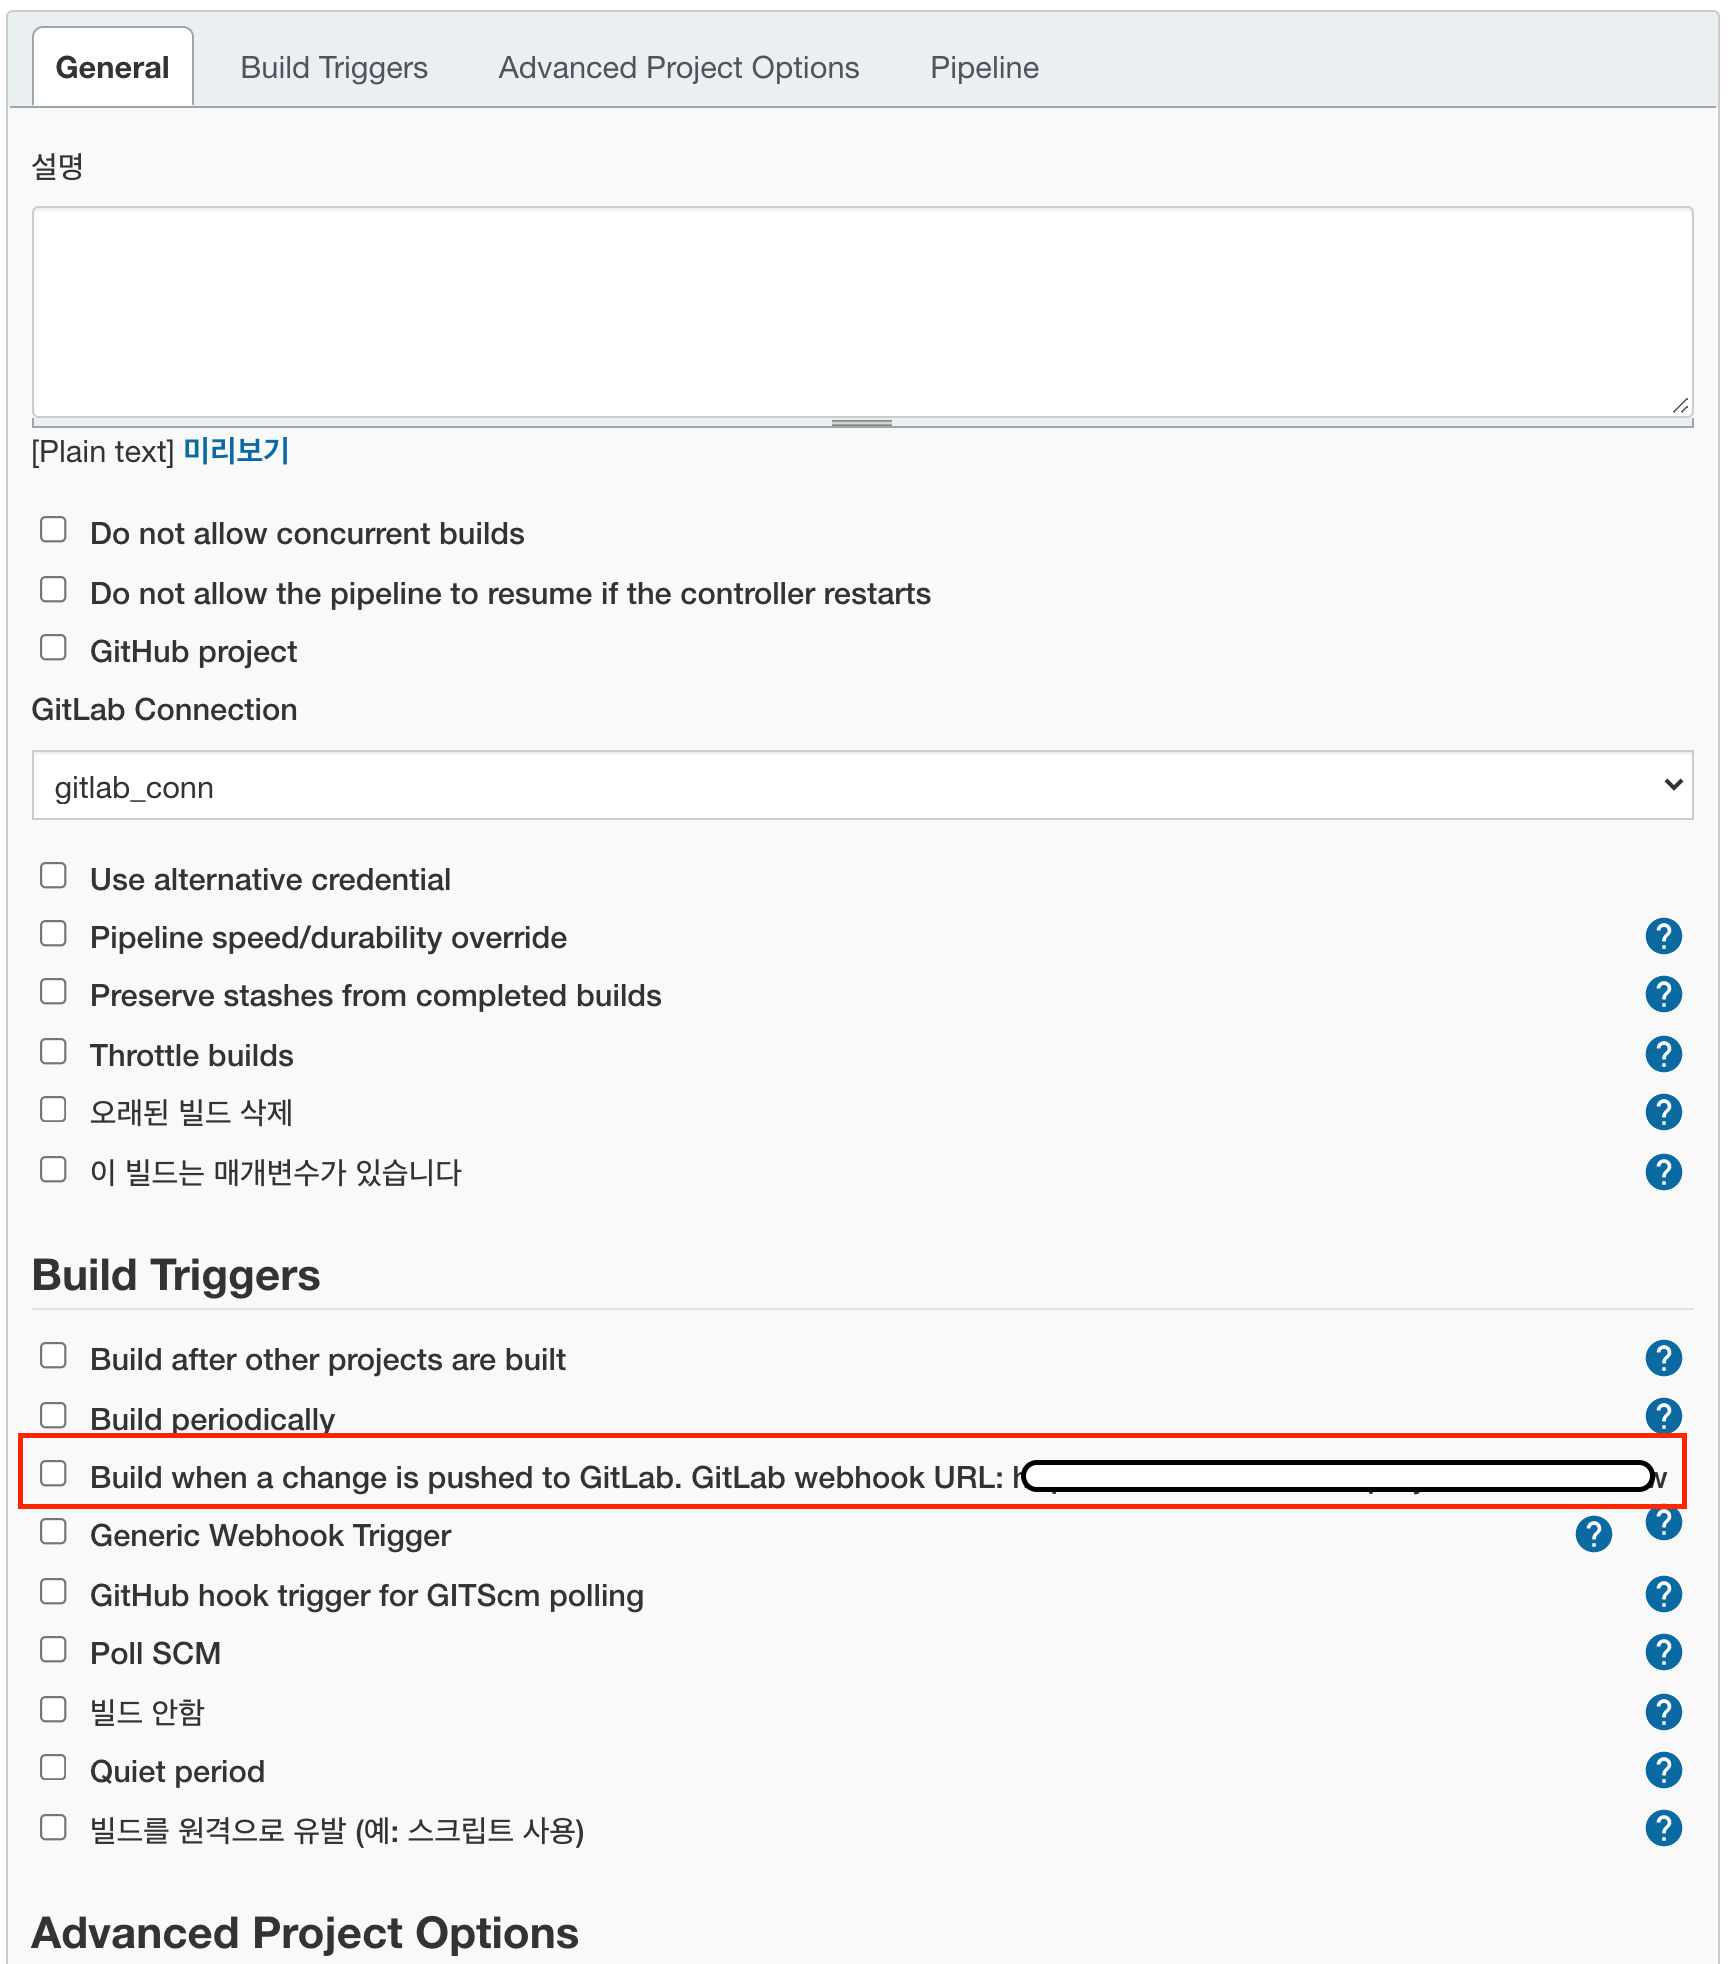 General Build Triggers Advanced Project Options Pipeline
설명
[Plain text] 미리보기
Do not allow concurrent builds
Do not allow the pipeline to resume if the controller restarts
GitHub project
GitLab Connection
gitlab_conn
Use alternative credential
Pipeline speed/durability override
Preserve stashes from completed builds
Throttle builds
오래된 빌드 삭제
이 빌드는 매개변수가 있습니다
Build Triggers
Build after other projects are built
Build periodically
Build when a change is pushed to GitLab. GitLab webhook URL:
Generic Webhook Trigger
GitHub hook trigger for GITScm polling
Poll SCM
빌드 안함
Quiet period
빌드를 원격으로 유발 (예: 스크립트 사용)
Advanced Project Options